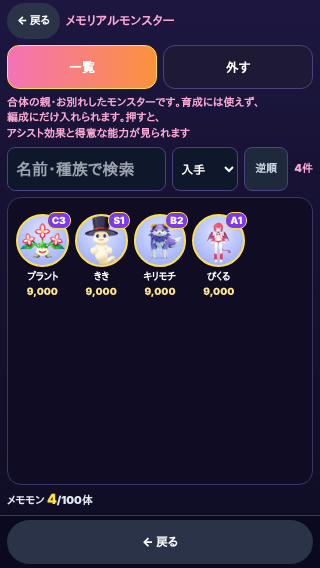 ← 戻る メモリアルモンスター
一覧 外す
合体の親・お別れしたモンスターです。育成には使えず、
編成にだけ入れられます。押すと、
アシスト効果と得意な能力が見られます
名前・種族で検索 入手 逆順 4件
C3 S1 B2 A1
プラント きき キリモチ ぴくる
9,000 9,000 9,000 9,000
メモモン 4/100体
← 戻る